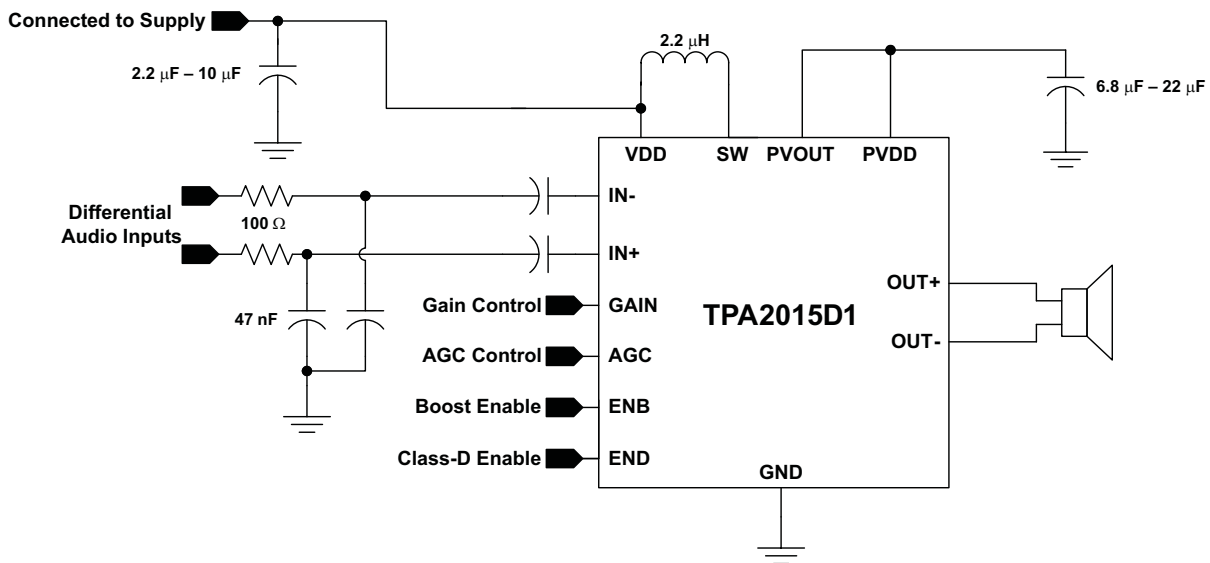 Connected to Supply
2.2 μH
2.2 μF – 10 μF
6.8 μF – 22 μF
VDD
SW
PVOUT
PVDD
Differential
Audio Inputs
100 Ω
IN-
IN+
47 nF
Gain Control
GAIN
AGC Control
AGC
Boost Enable
ENB
Class-D Enable
END
TPA2015D1
OUT+
OUT-
GND